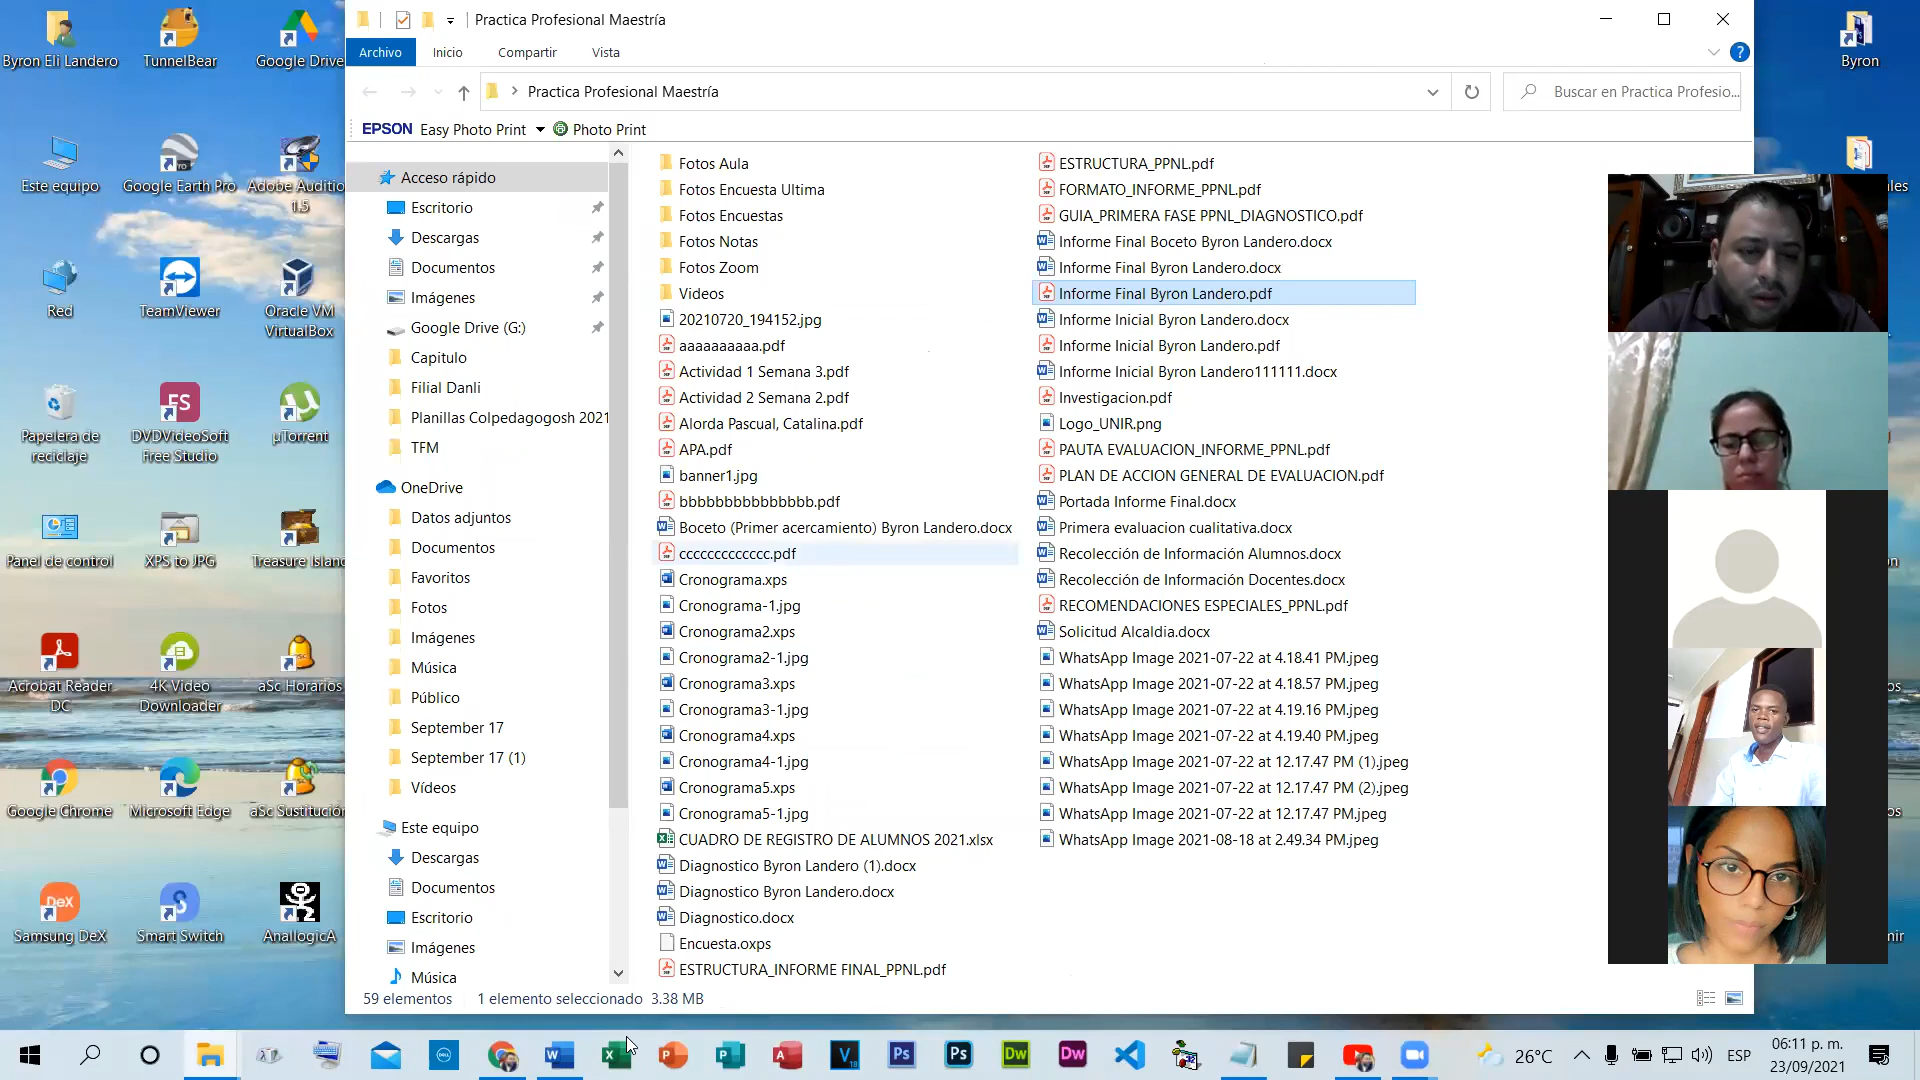 Practica Profesional Maestría
Archivo
Inicio
Compartir
Vista
Practica Profesional Maestría
Buscar en Practica Profesio...
EPSON Easy Photo Print
Photo Print
Byron Eli Landero
TunnelBear
Google Drive
Este equipo
Google Earth Pro
Adobe Audition
1.5
Red
TeamViewer
Oracle VM
VirtualBox
Papelera de
reciclaje
DVDVideoSoft
Free Studio
µTorrent
Panel de control
XPS to JPG
Treasure Island
Acrobat Reader
DC
4K Video
Downloader
aSc Horarios
Google Chrome
Microsoft Edge
aSc Sustitución
Samsung DeX
Smart Switch
AnallogicA
Acceso rápido
Escritorio
Descargas
Documentos
Imágenes
Google Drive (G:)
Capitulo
Filial Danli
Planillas Colpedagogosh 2021
TFM
OneDrive
Datos adjuntos
Documentos
Favoritos
Fotos
Imágenes
Música
Público
September 17
September 17 (1)
Vídeos
Este equipo
Descargas
Documentos
Escritorio
Imágenes
Música
Fotos Aula
Fotos Encuesta Ultima
Fotos Encuestas
Fotos Notas
Fotos Zoom
Videos
20210720_194152.jpg
aaaaaaaaaa.pdf
Actividad 1 Semana 3.pdf
Actividad 2 Semana 2.pdf
Alorda Pascual, Catalina.pdf
APA.pdf
banner1.jpg
bbbbbbbbbbbbbbb.pdf
Boceto (Primer acercamiento) Byron Landero.docx
ccccccccccccc.pdf
Cronograma.xps
Cronograma-1.jpg
Cronograma2.xps
Cronograma2-1.jpg
Cronograma3.xps
Cronograma3-1.jpg
Cronograma4.xps
Cronograma4-1.jpg
Cronograma5.xps
Cronograma5-1.jpg
CUADRO DE REGISTRO DE ALUMNOS 2021.xlsx
Diagnostico Byron Landero (1).docx
Diagnostico Byron Landero.docx
Diagnostico.docx
Encuesta.oxps
ESTRUCTURA_INFORME FINAL_PPNL.pdf
ESTRUCTURA_PPNL.pdf
FORMATO_INFORME_PPNL.pdf
GUIA_PRIMERA FASE PPNL_DIAGNOSTICO.pdf
Informe Final Boceto Byron Landero.docx
Informe Final Byron Landero.docx
Informe Final Byron Landero.pdf
Informe Inicial Byron Landero.docx
Informe Inicial Byron Landero.pdf
Informe Inicial Byron Landero111111.docx
Investigacion.pdf
Logo_UNIR.png
PAUTA EVALUACION_INFORME_PPNL.pdf
PLAN DE ACCION GENERAL DE EVALUACION.pdf
Portada Informe Final.docx
Primera evaluacion cualitativa.docx
Recolección de Información Alumnos.docx
Recolección de Información Docentes.docx
RECOMENDACIONES ESPECIALES_PPNL.pdf
Solicitud Alcaldia.docx
WhatsApp Image 2021-07-22 at 4.18.41 PM.jpeg
WhatsApp Image 2021-07-22 at 4.18.57 PM.jpeg
WhatsApp Image 2021-07-22 at 4.19.16 PM.jpeg
WhatsApp Image 2021-07-22 at 4.19.40 PM.jpeg
WhatsApp Image 2021-07-22 at 12.17.47 PM (1).jpeg
WhatsApp Image 2021-07-22 at 12.17.47 PM (2).jpeg
WhatsApp Image 2021-07-22 at 12.17.47 PM.jpeg
WhatsApp Image 2021-08-18 at 2.49.34 PM.jpeg
Byron
59 elementos
1 elemento seleccionado 3.38 MB
26°C
ESP
06:11 p. m.
23/09/2021